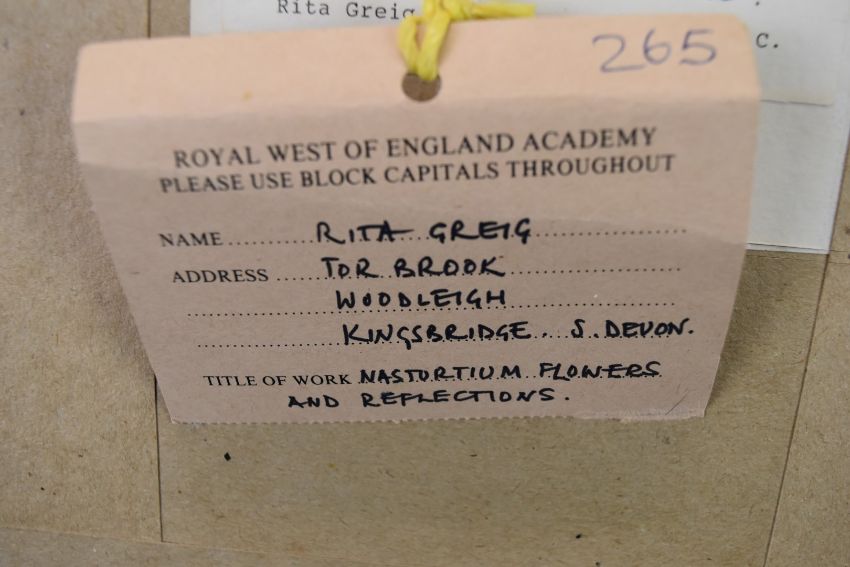 Rita Greig
C.
265
ROYAL WEST OF ENGLAND ACADEMY
PLEASE USE BLOCK CAPITALS THROUGHOUT
NAME .......... RITA GREIG ....................
ADDRESS ...... TOR BROOK .........................
.................... WOODLEIGH .........................
.................... KINGSBRIDGE. S. DEVON.
TITLE OF WORK NASTURTIUM FLOWERS
AND REFLECTIONS.